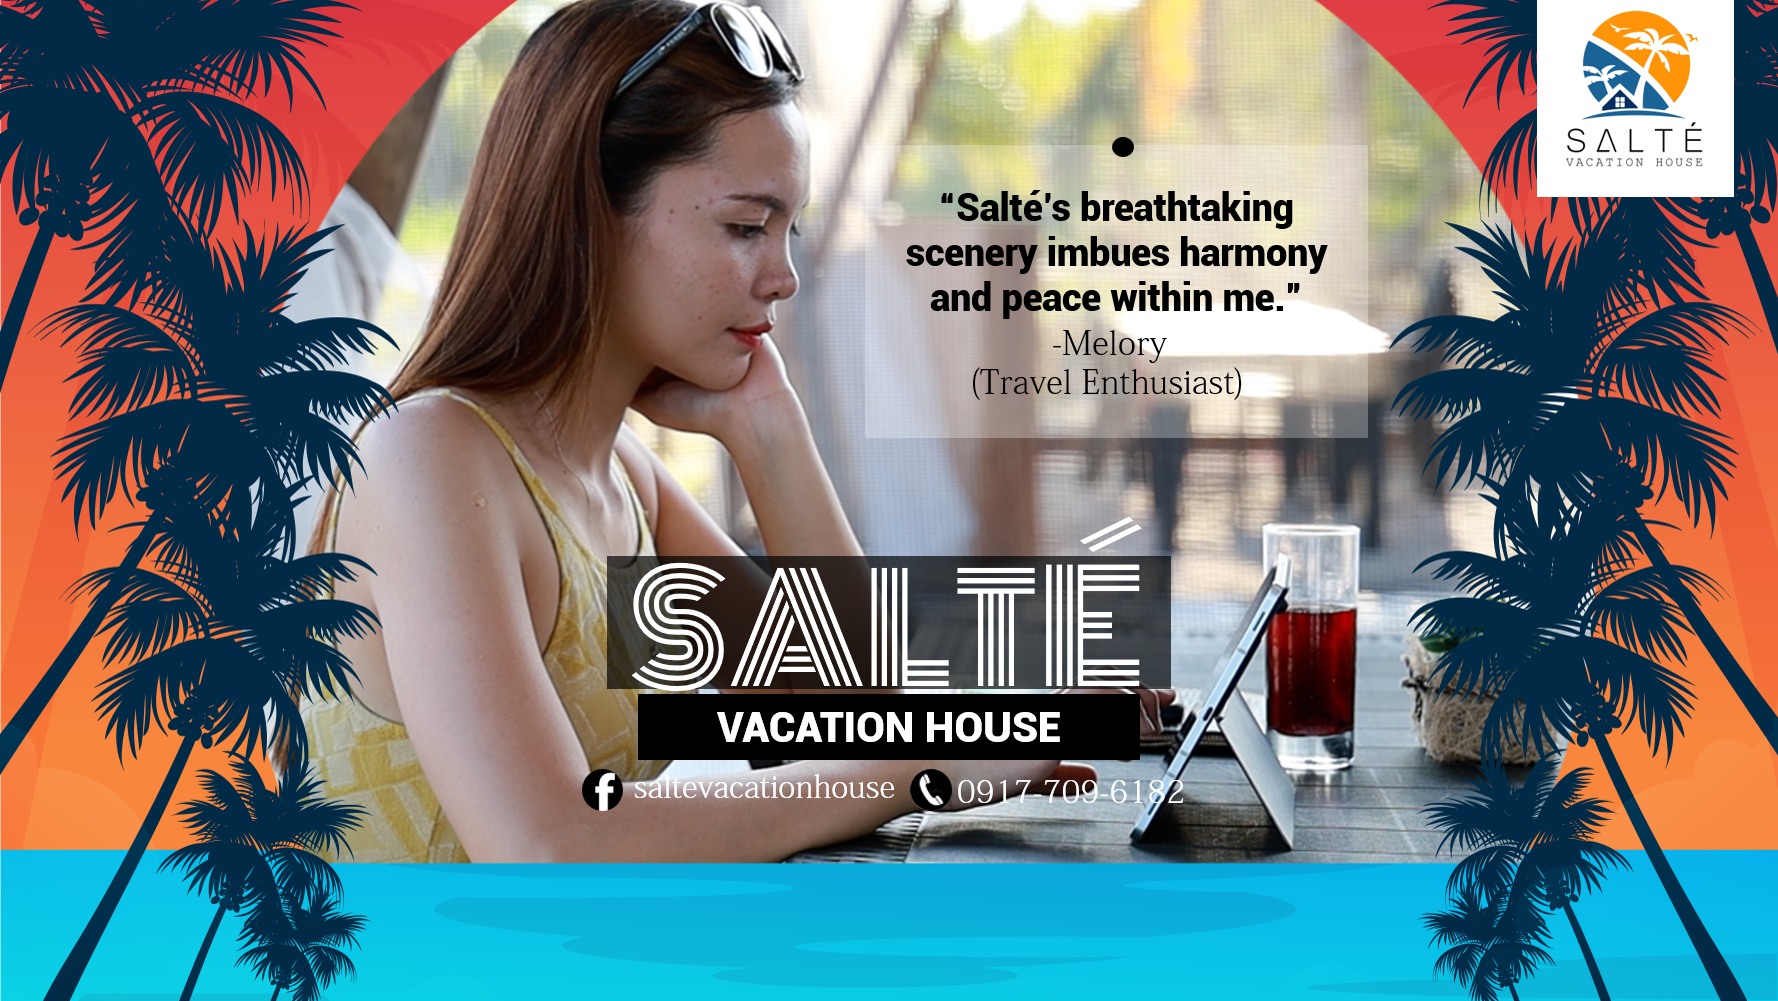 SALTÉ
VACATION HOUSE
“Salté’s breathtaking
scenery imbues harmony
and peace within me.”
-Melory
(Travel Enthusiast)
SALTÉ
VACATION HOUSE
saltevacationhouse 0917-709-6182